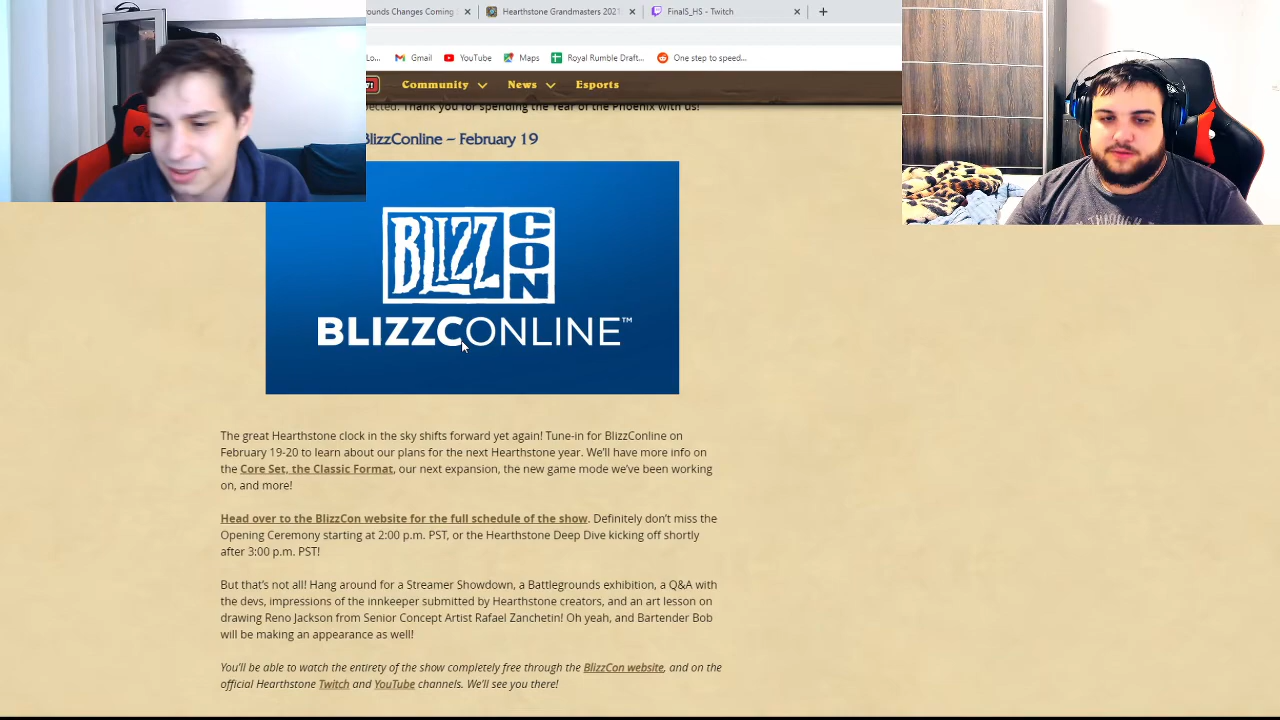 ounds Changes Coming
Hearthstone Grandmasters 2021
FinalS_HS - Twitch
Lo...
Gmail
YouTube
Maps
Royal Rumble Draft...
One step to speed...
Community
News
Esports
Thank you for spending the Year of the Phoenix with us!
BlizzConline – February 19
BLIZZ
CON
BLIZZCONLINE™
The great Hearthstone clock in the sky shifts forward yet again! Tune-in for BlizzConline on
February 19-20 to learn about our plans for the next Hearthstone year. We’ll have more info on
the Core Set, the Classic Format, our next expansion, the new game mode we’ve been working
on, and more!
Head over to the BlizzCon website for the full schedule of the show. Definitely don’t miss the
Opening Ceremony starting at 2:00 p.m. PST, or the Hearthstone Deep Dive kicking off shortly
after 3:00 p.m. PST!
But that’s not all! Hang around for a Streamer Showdown, a Battlegrounds exhibition, a Q&A with
the devs, impressions of the innkeeper submitted by Hearthstone creators, and an art lesson on
drawing Reno Jackson from Senior Concept Artist Rafael Zanchetin! Oh yeah, and Bartender Bob
will be making an appearance as well!
You’ll be able to watch the entirety of the show completely free through the BlizzCon website, and on the
official Hearthstone Twitch and YouTube channels. We’ll see you there!